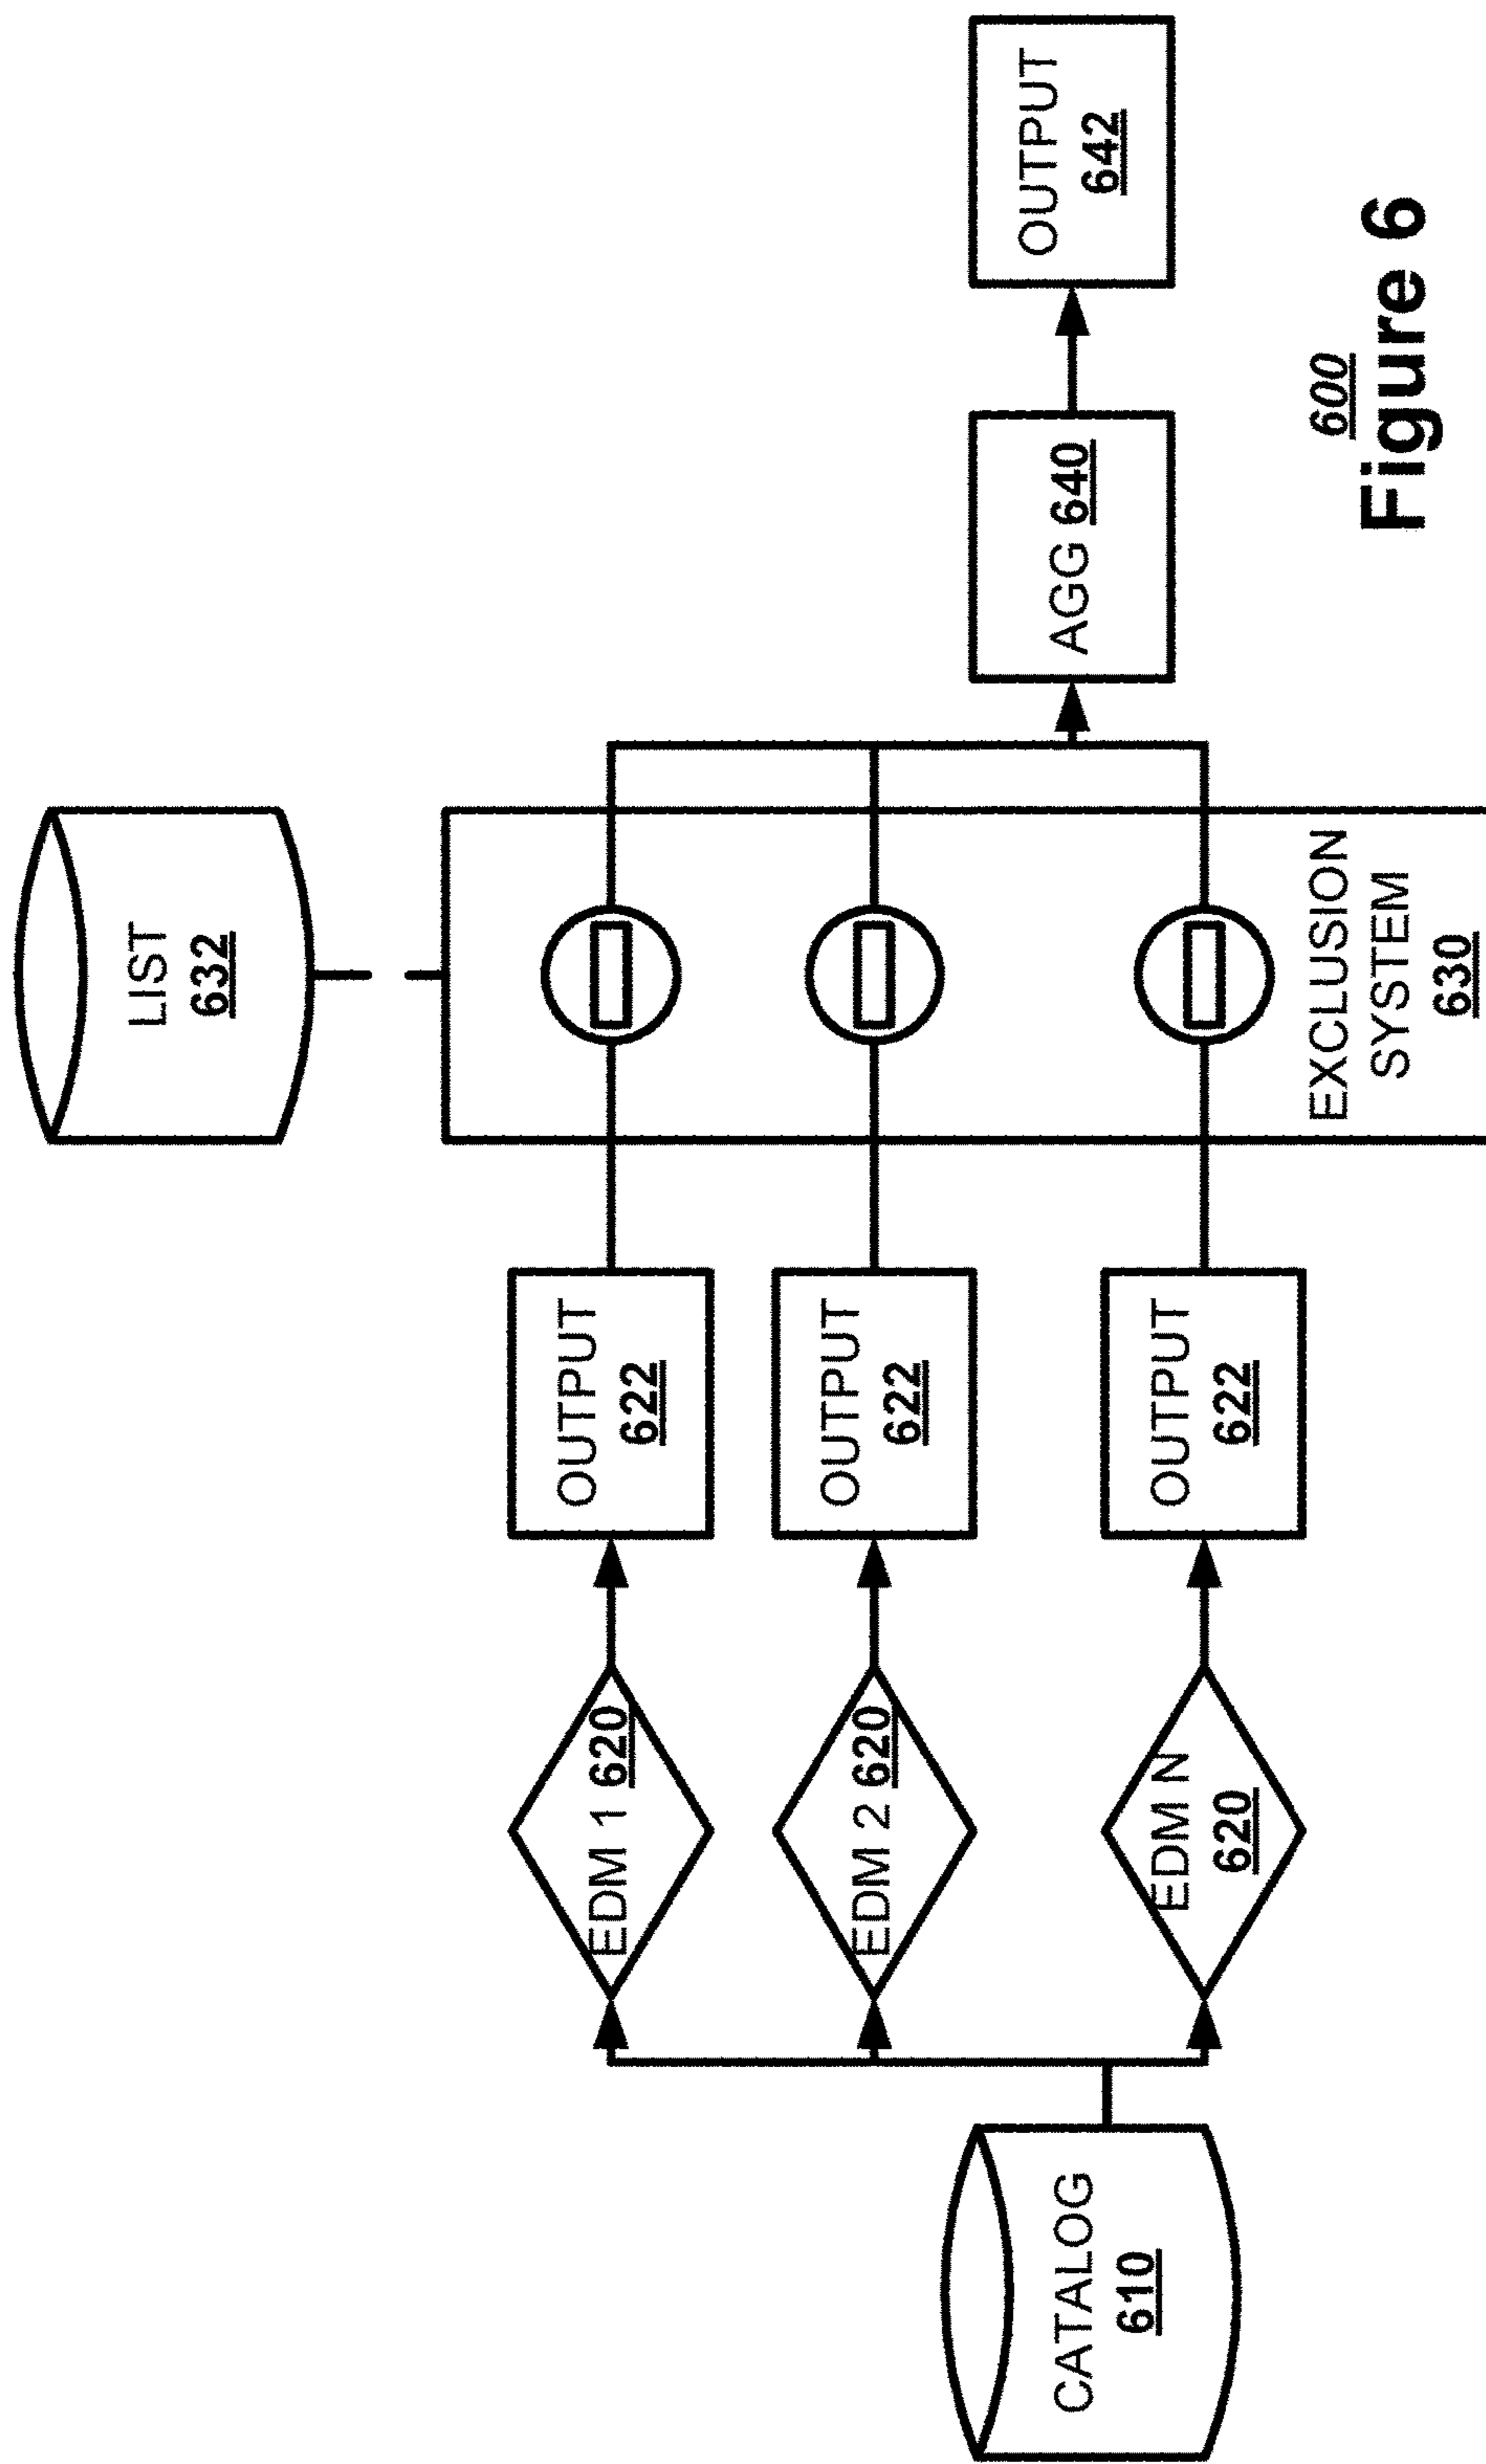 LIST
632
CATALOG
610
EDM 1 620
EDM 2 620
EDM N
620
OUTPUT
622
OUTPUT
622
OUTPUT
622
EXCLUSION
SYSTEM
630
AGG 640
OUTPUT
642
600
Figure 6